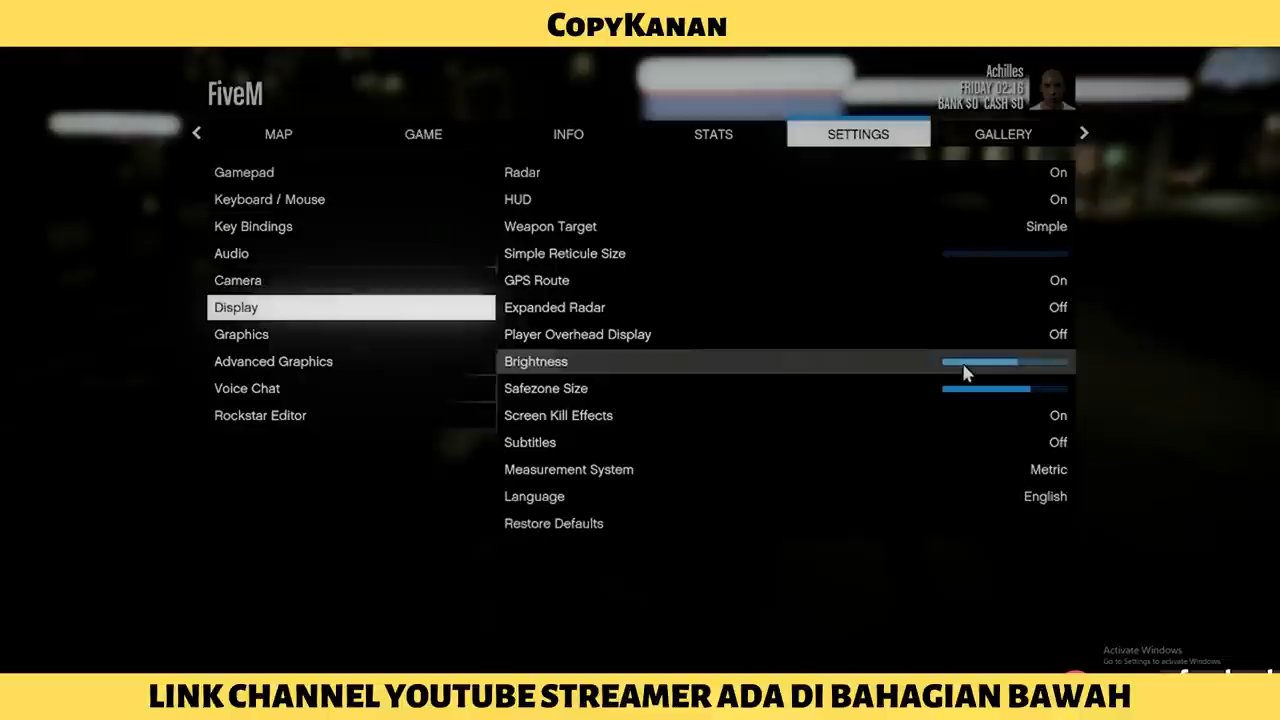 CopyKanan
FiveM
Achilles
FRIDAY 02:16
BANK $0 CASH $0
MAP
GAME
INFO
STATS
SETTINGS
GALLERY
Gamepad
Keyboard / Mouse
Key Bindings
Audio
Camera
Display
Graphics
Advanced Graphics
Voice Chat
Rockstar Editor
Radar On
HUD On
Weapon Target Simple
Simple Reticule Size
GPS Route On
Expanded Radar Off
Player Overhead Display Off
Brightness
Safezone Size
Screen Kill Effects On
Subtitles Off
Measurement System Metric
Language English
Restore Defaults
Activate Windows
Go to Settings to activate Windows.
LINK CHANNEL YOUTUBE STREAMER ADA DI BAHAGIAN BAWAH